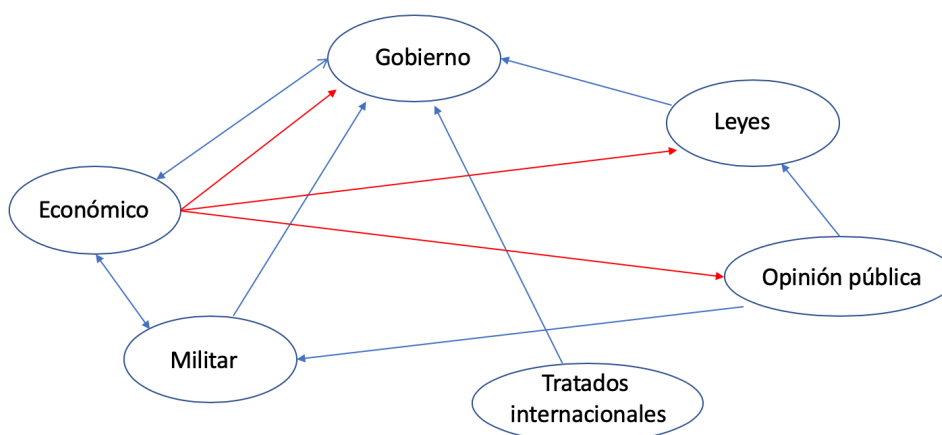 Gobierno
Leyes
Económico
Opinión pública
Militar
Tratados
internacionales